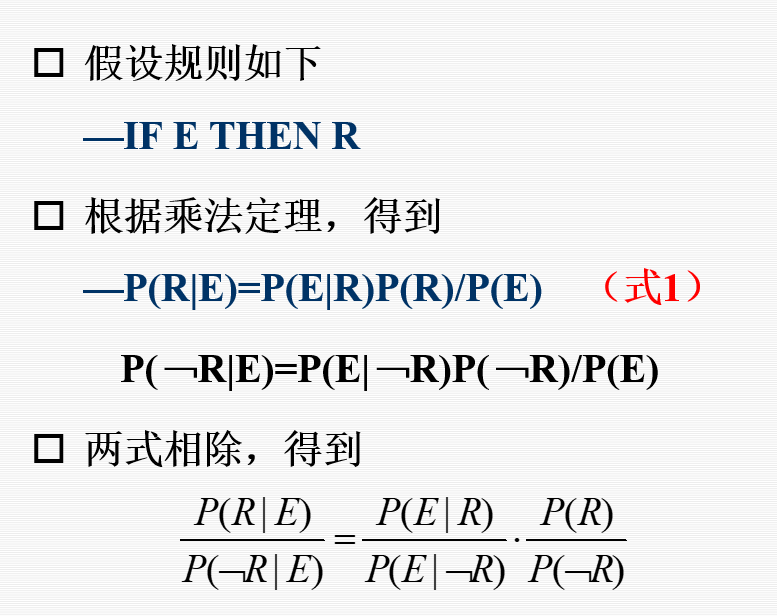 假设规则如下
—IF E THEN R
根据乘法定理，得到
—P(R|E)=P(E|R)P(R)/P(E) （式1）
P(¬R|E)=P(E|¬R)P(¬R)/P(E)
两式相除，得到
P(R|E)/P(¬R|E) = P(E|R)/P(E|¬R) · P(R)/P(¬R)